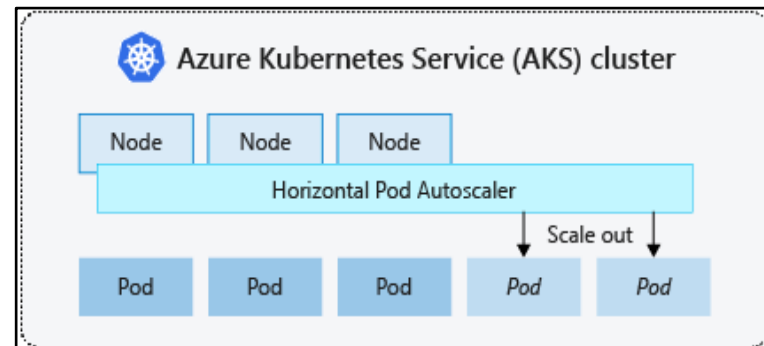 Azure Kubernetes Service (AKS) cluster
Node Node Node
Horizontal Pod Autoscaler
Scale out
Pod Pod Pod Pod Pod